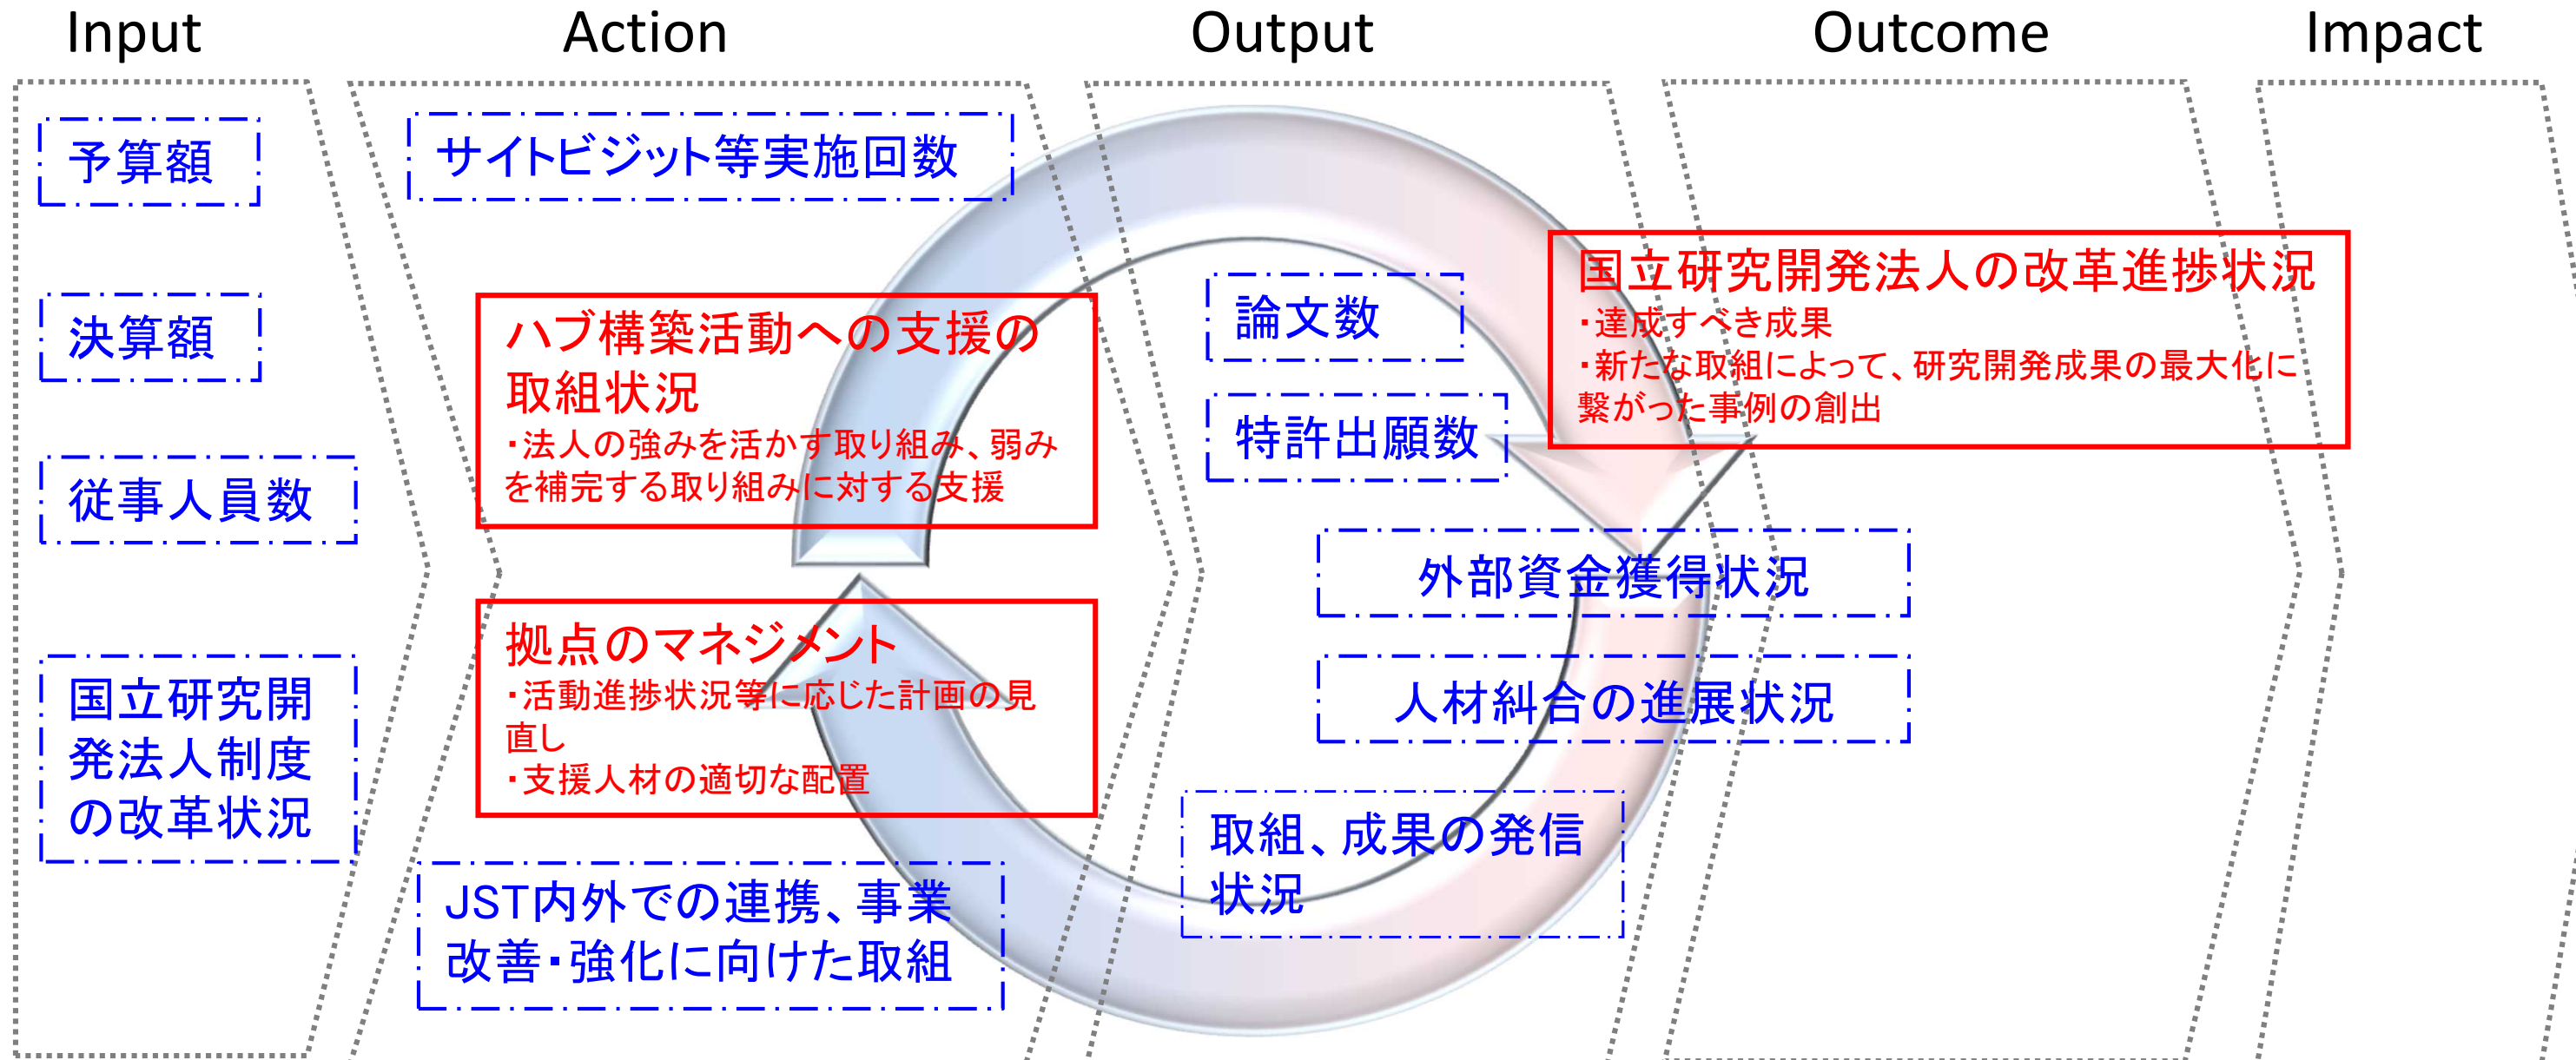 Input
Action
Output
Outcome
Impact
予算額
決算額
従事人員数
国立研究開
発法人制度
の改革状況
サイトビジット等実施回数
ハブ構築活動への支援の
取組状況
・法人の強みを活かす取り組み、弱み
を補完する取り組みに対する支援
拠点のマネジメント
・活動進捗状況等に応じた計画の見
直し
・支援人材の適切な配置
JST内外での連携、事業
改善・強化に向けた取組
論文数
特許出願数
外部資金獲得状況
人材糾合の進展状況
取組、成果の発信
状況
国立研究開発法人の改革進捗状況
・達成すべき成果
・新たな取組によって、研究開発成果の最大化に
繋がった事例の創出